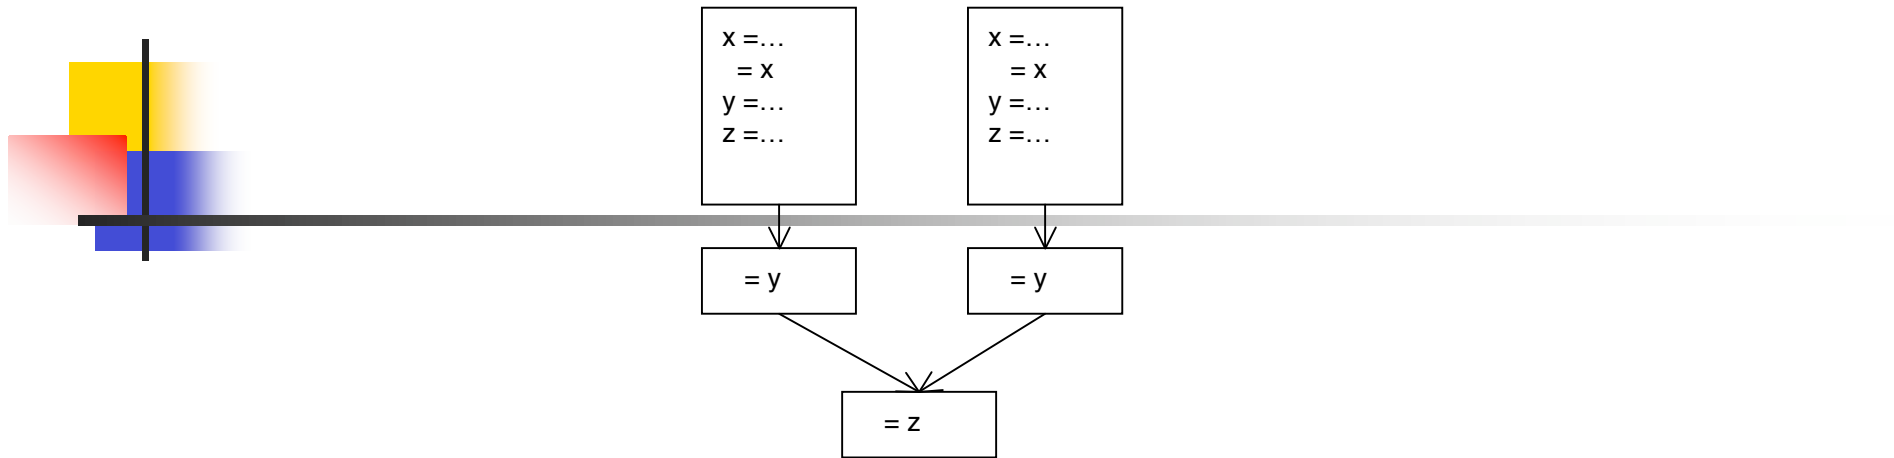 x =…
= x
y =…
z =…
x =…
= x
y =…
z =…
= y
= y
= z